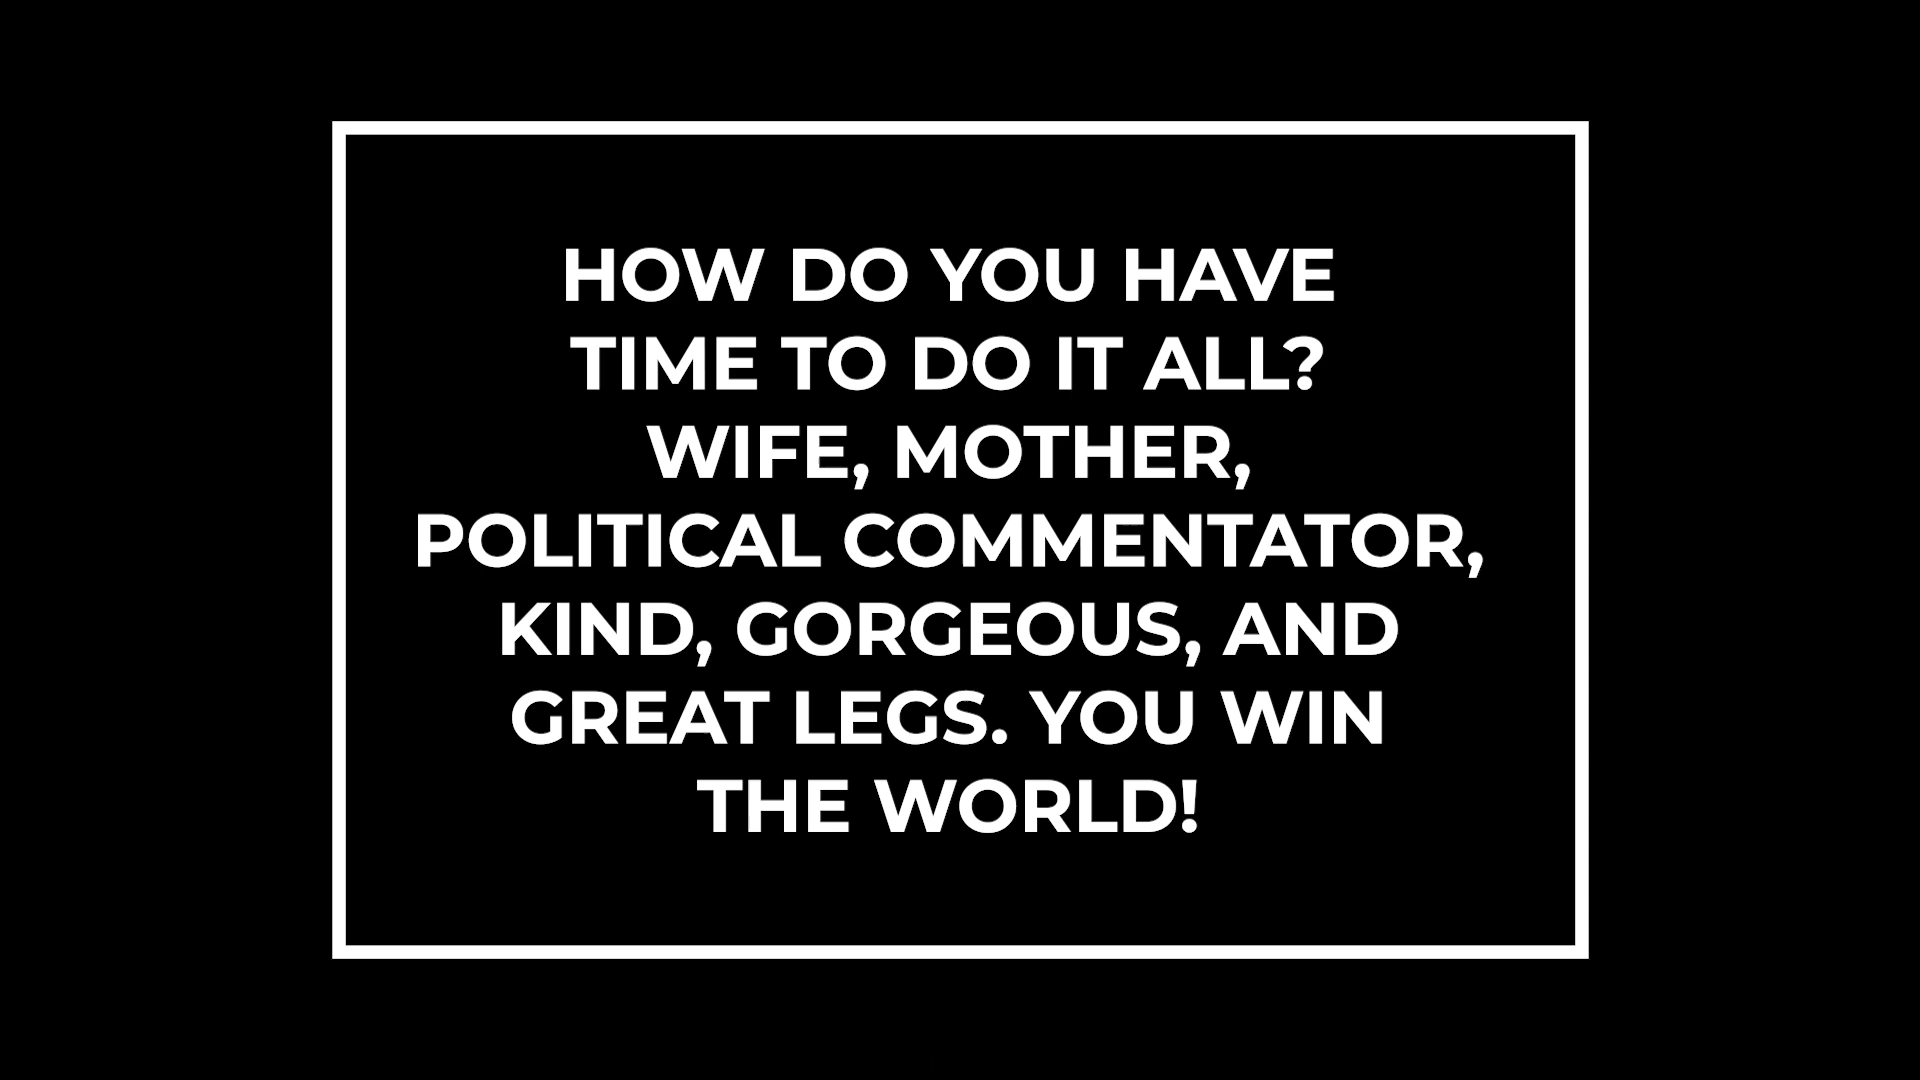 HOW DO YOU HAVE
TIME TO DO IT ALL?
WIFE, MOTHER,
POLITICAL COMMENTATOR,
KIND, GORGEOUS, AND
GREAT LEGS. YOU WIN
THE WORLD!